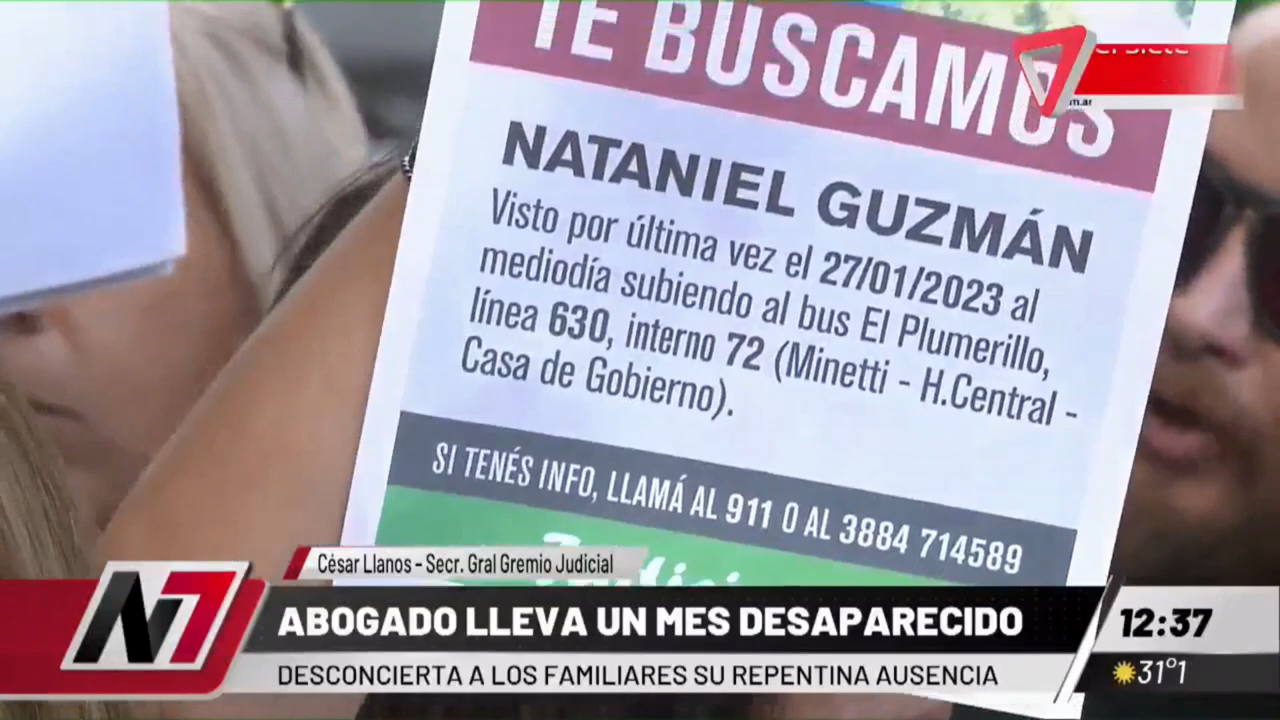 TE BUSCAMOS
NATANIEL GUZMÁN
Visto por última vez el 27/01/2023 al
mediodía subiendo al bus El Plumerillo,
línea 630, interno 72 (Minetti - H.Central -
Casa de Gobierno).
SI TENÉS INFO, LLAMÁ AL 911 O AL 3884 714589
César Llanos - Secr. Gral Gremio Judicial
N7
ABOGADO LLEVA UN MES DESAPARECIDO
DESCONCIERTA A LOS FAMILIARES SU REPENTINA AUSENCIA
12:37
31°1